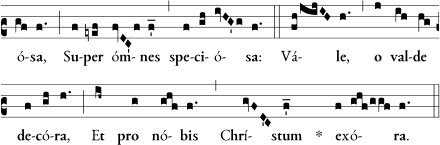 ó-sa, Su-per óm-nes spe-ci-ó-sa: Vá-le, o val-de
de-có-ra, Et pro nó-bis Chrí-stum * ex-ó-ra.